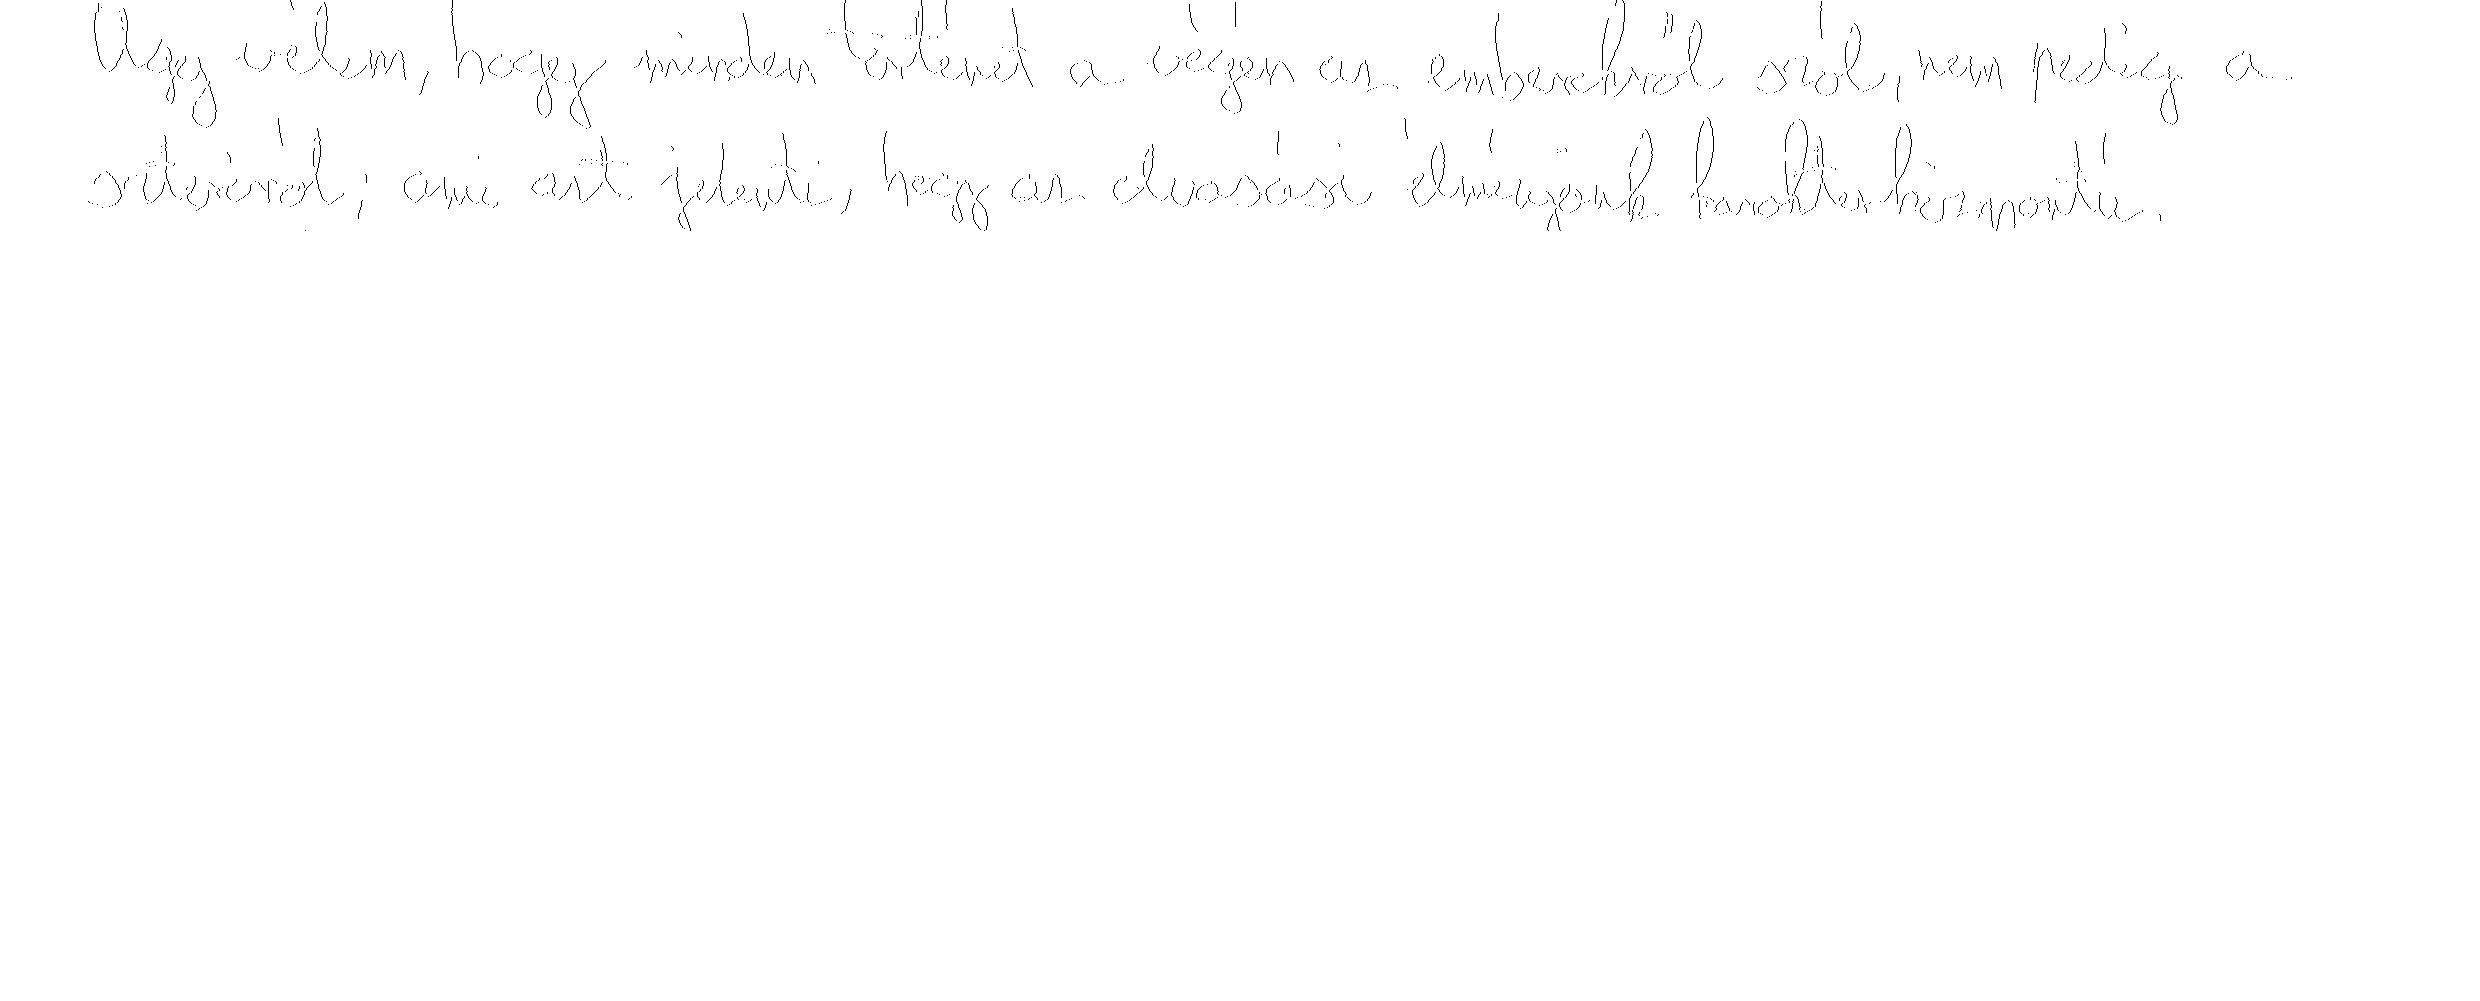 Úgy vélem, hogy minden történet a végén az emberekről szól, nem pedig a
sztereóról, ami azt jelenti, hogy az olvasási élményünk karakterközpontú.